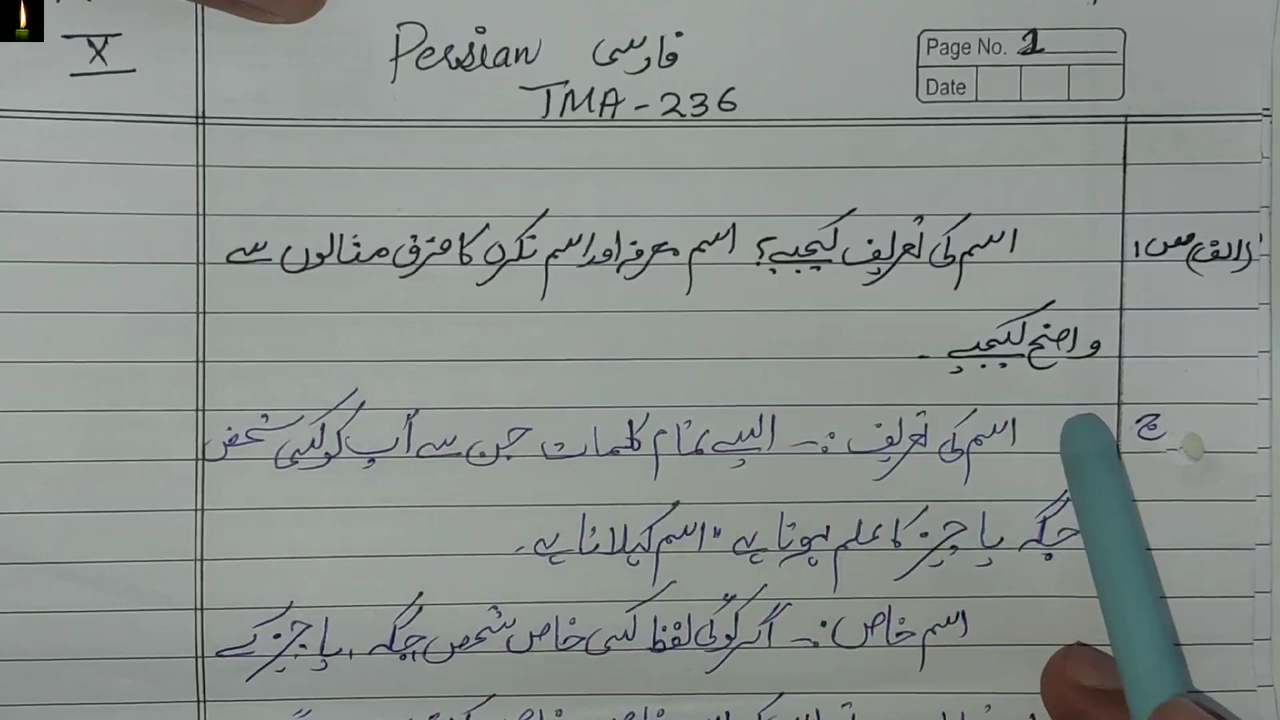 X
Persian فارسی
TMA-236
Page No. 1
Date
(الف) س ۱ اسم کی تعریف کیجیے؟ اسم معرفہ اور اسم نکرہ کا فرق مثالوں سے
واضح کیجیے۔
ج اسم کی تعریف :- ایسے تمام کلمات جن سے آپ کو کسی شخص
جگہ یا چیز کا علم ہوتا ہے "اسم کہلاتا ہے۔
اسم خاص :- اگر کوئی لفظ کسی خاص شخص جگہ، یا چیز کے